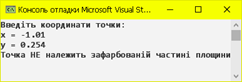 Консоль отладки Microsoft Visual St...
Введіть координати точки:
x = -1.01
y = 0.254
Точка НЕ належить зафарбованій частині площини